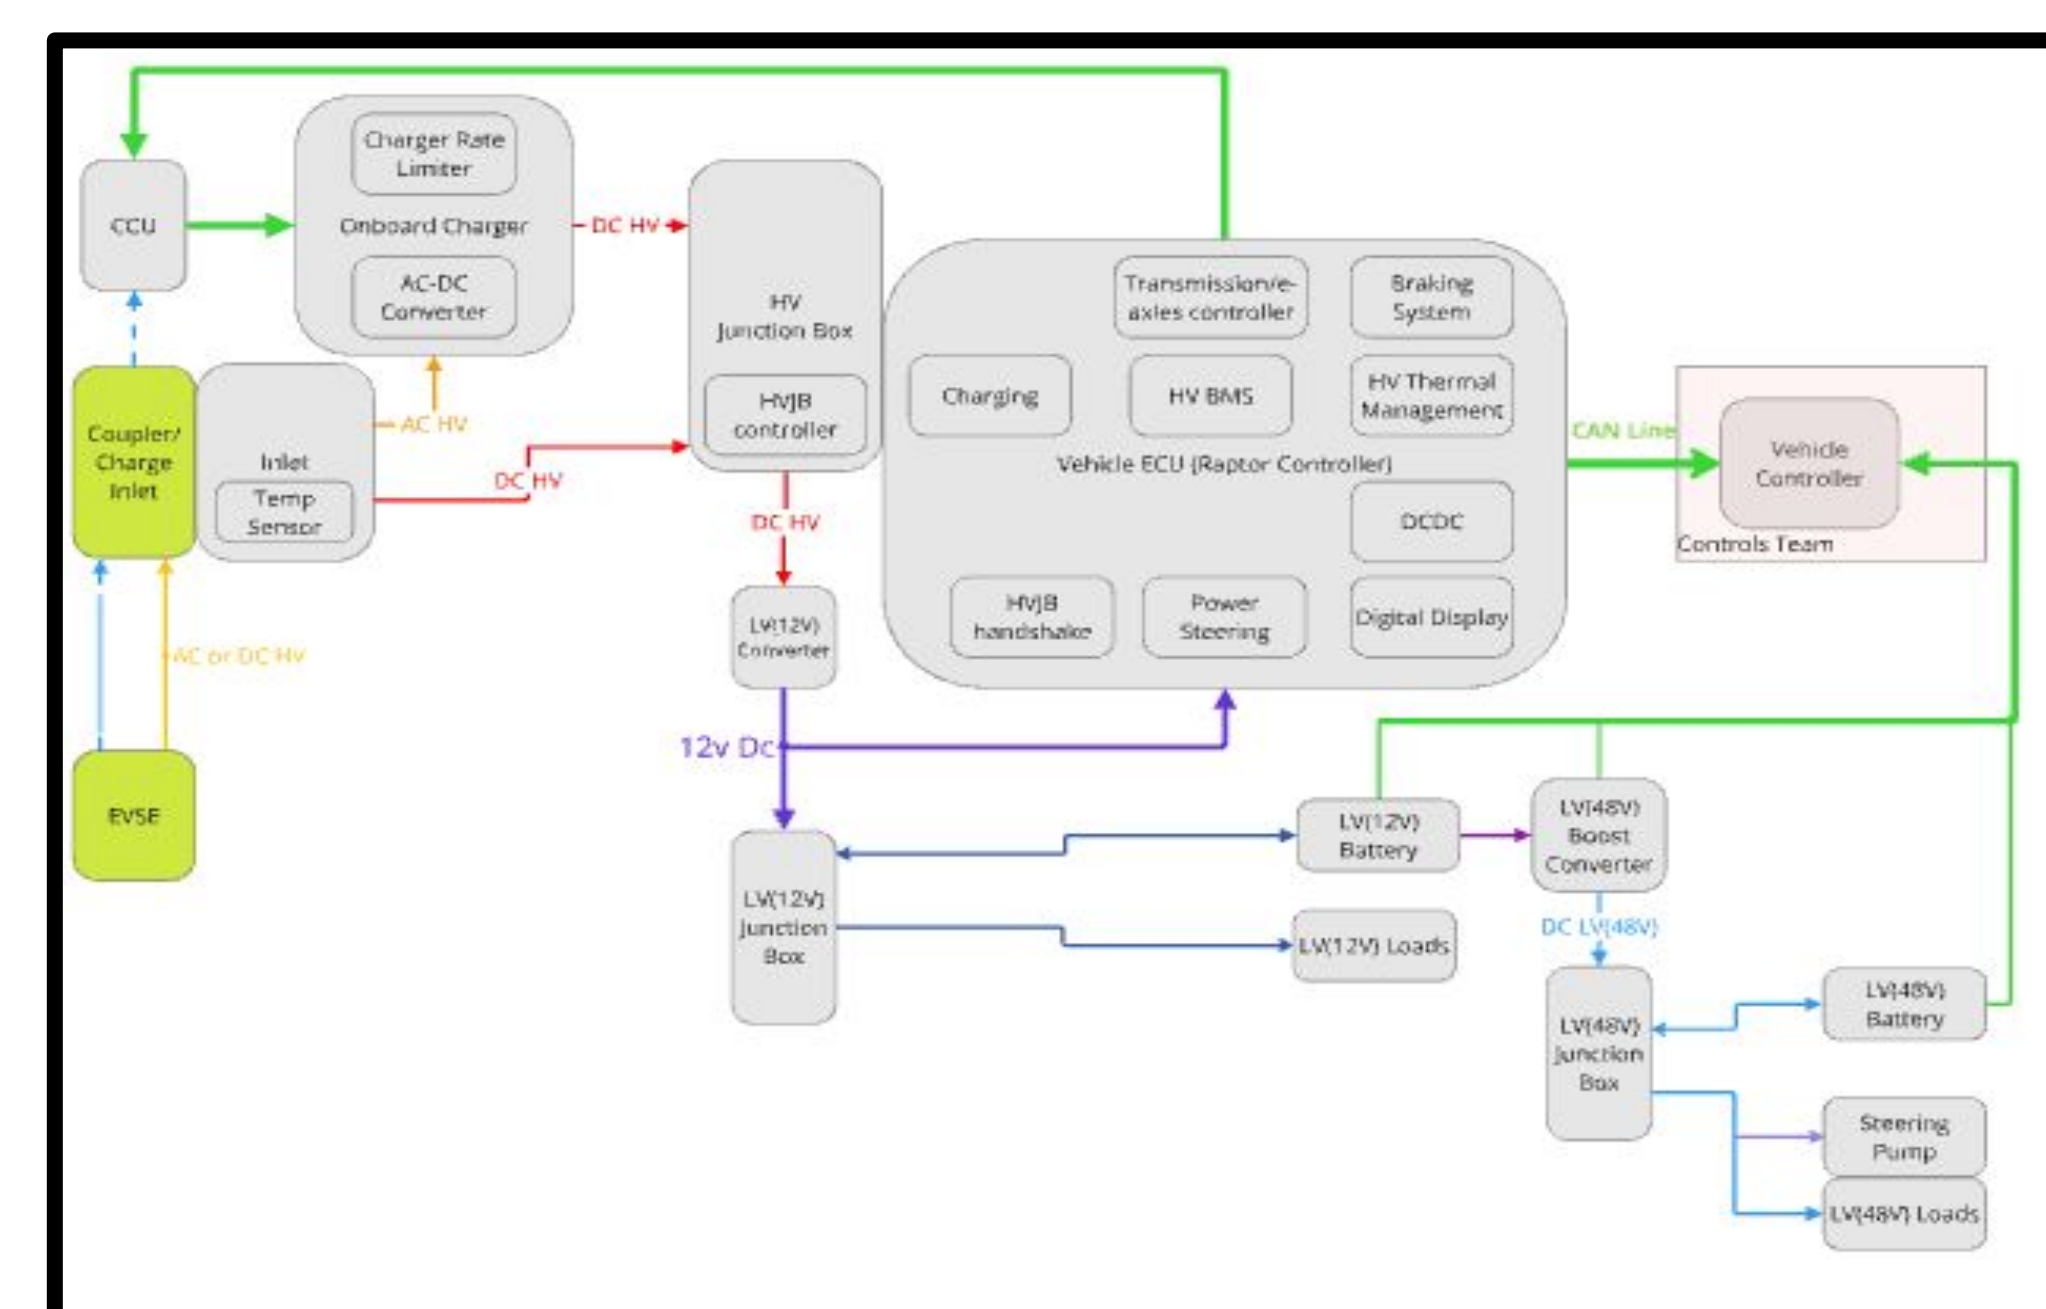 Charger Rate
Limiter
CCU
Onboard Charger
DC HV
AC-DC
Converter
HV
Junction Box
HVJB
controller
Transmission/e-
axles controller
Braking
System
Charging
HV BMS
HV Thermal
Management
Vehicle ECU (Raptor Controller)
DCDC
HVJB
handshake
Power
Steering
Digital Display
CAN Line
Vehicle
Controller
Controls Team
Coupler/
Charge
Inlet
Inlet
Temp
Sensor
AC HV
DC HV
DC HV
LV(12V)
Converter
AC or DC HV
12v Dc
EVSE
LV(12V)
Battery
LV(48V)
Boost
Converter
LV(12V)
Junction
Box
LV(12V) Loads
DC LV(48V)
LV(48V)
Junction
Box
LV(48V)
Battery
Steering
Pump
LV(48V) Loads